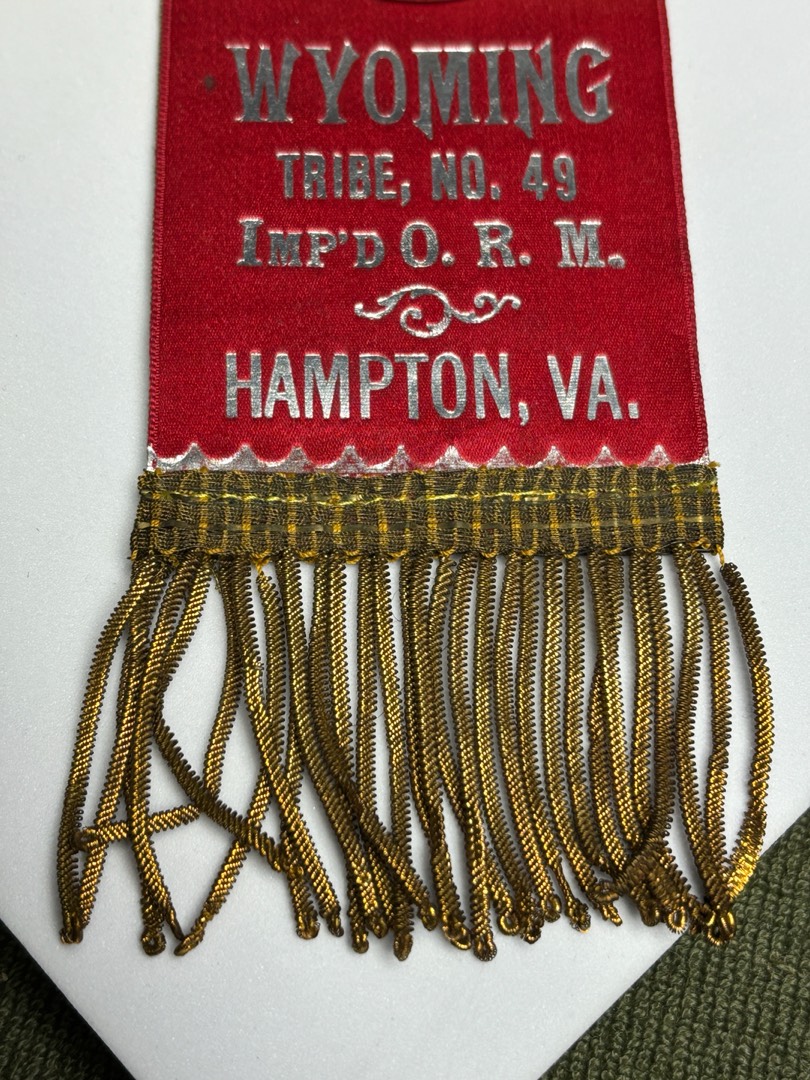 WYOMING
TRIBE, NO. 49
IMP'D O. R. M.
HAMPTON, VA.